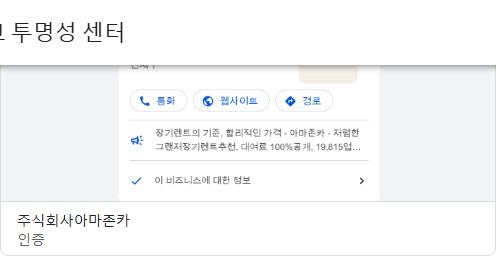 투명성 센터
통화
웹사이트
경로
장기렌트의 기준, 합리적인 가격 - 아마존카 - 저렴한
그랜저장기렌트추천, 대여료 100%공개, 19,815업...
이 비즈니스에 대한 정보
주식회사아마존카
인증